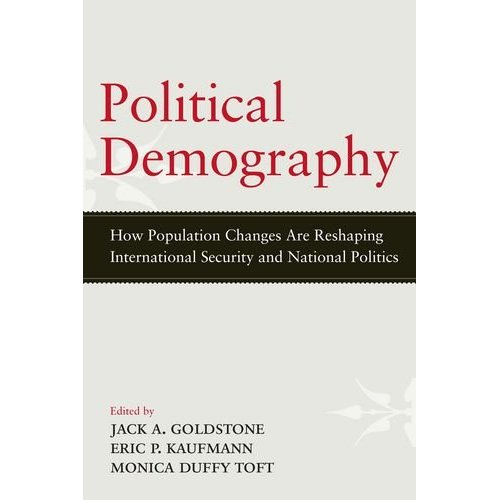 Political
Demography
How Population Changes Are Reshaping
International Security and National Politics
Edited by
JACK A. GOLDSTONE
ERIC P. KAUFMANN
MONICA DUFFY TOFT